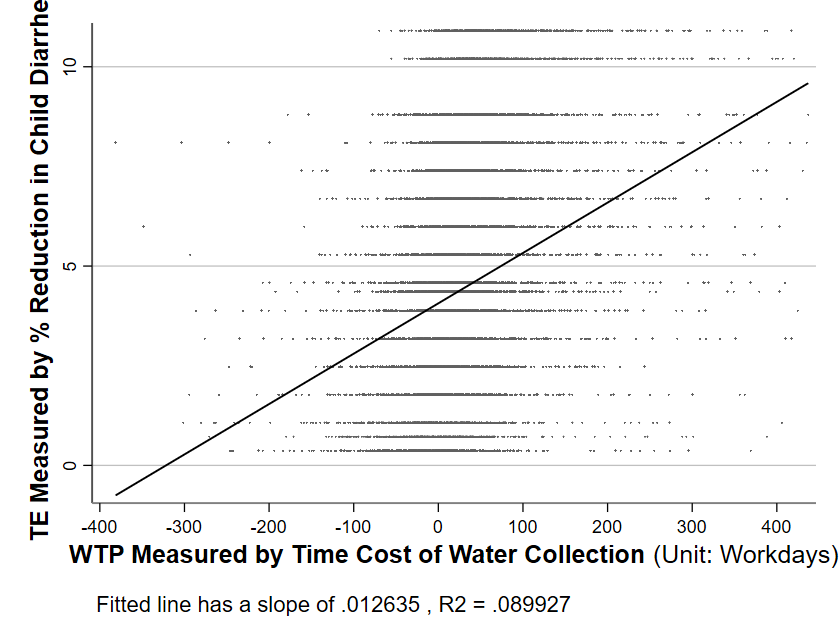 TE Measured by % Reduction in Child Diarrhe
10
5
0
-400 -300 -200 -100 0 100 200 300 400
WTP Measured by Time Cost of Water Collection (Unit: Workdays)
Fitted line has a slope of .012635 , R2 = .089927